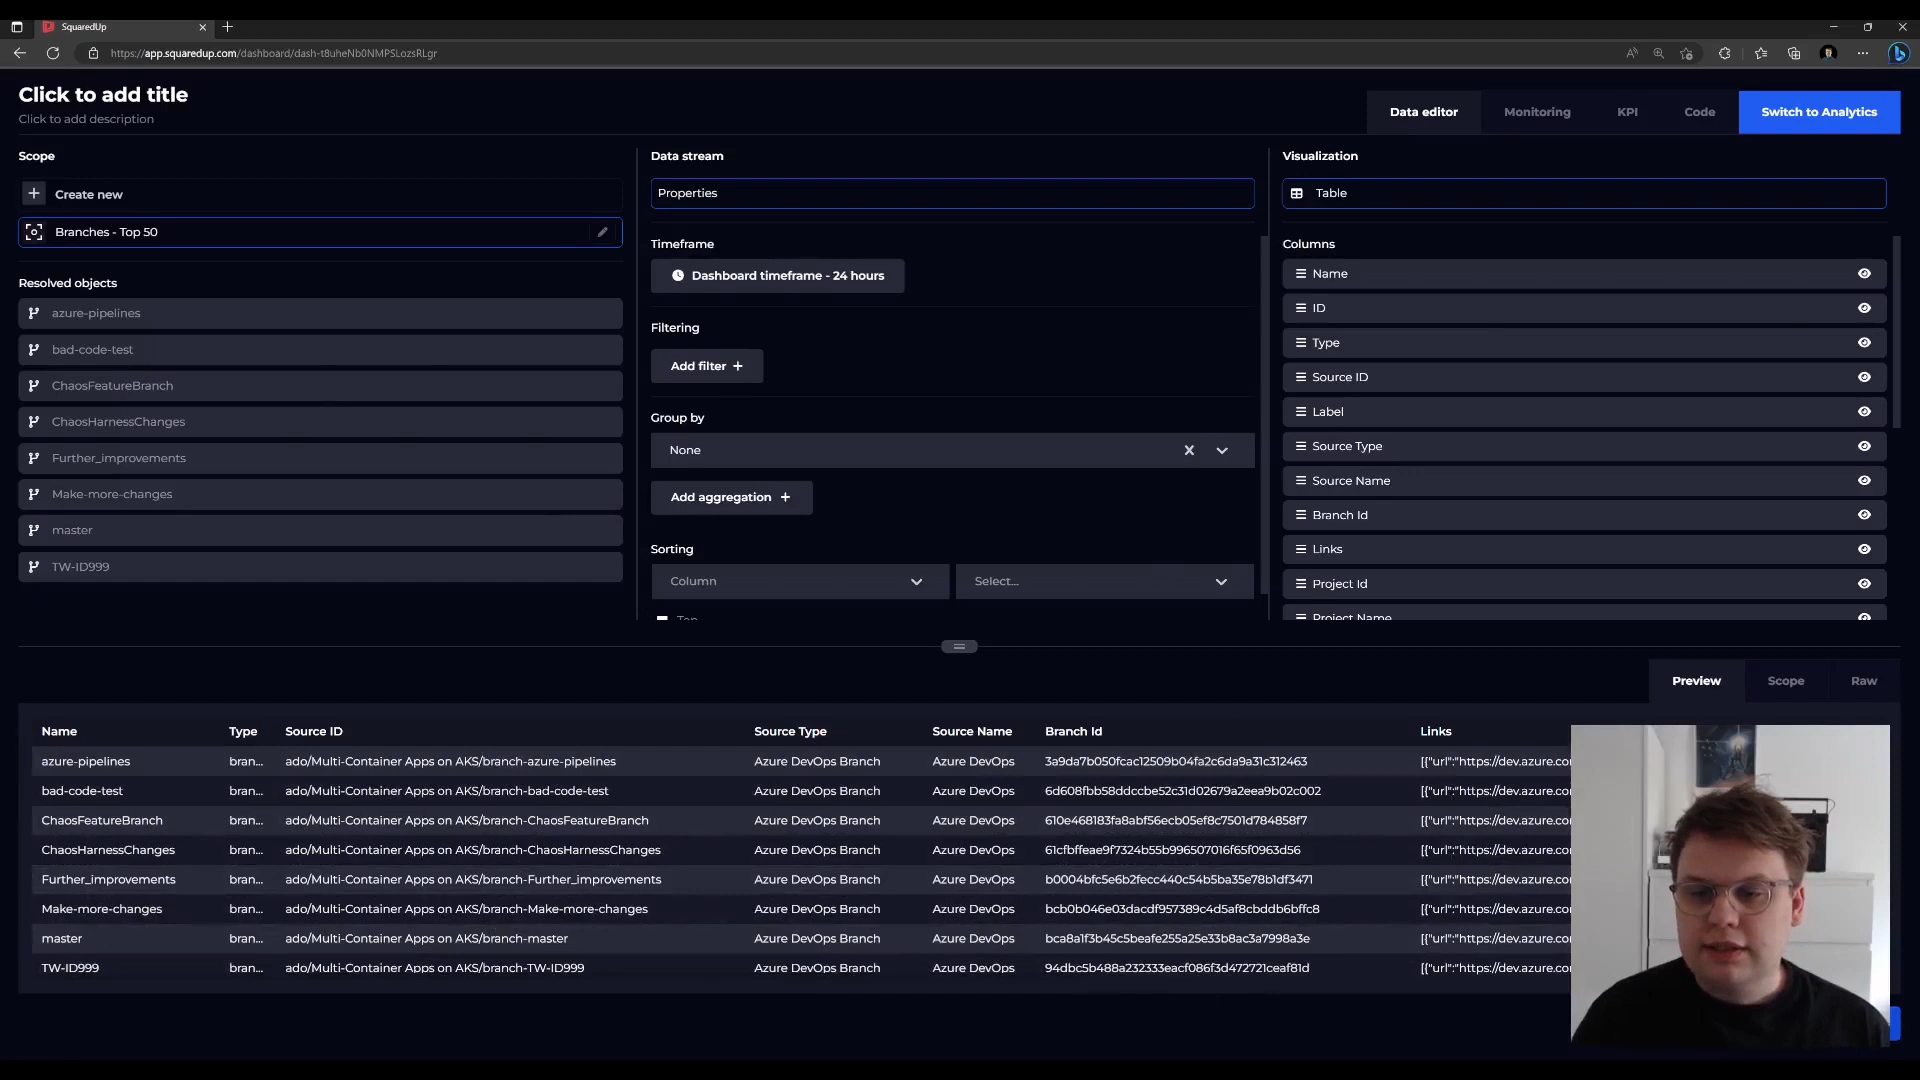 SquaredUp
https://app.squaredup.com/dashboard/dash-t8uheNb0NMPSLozsRLgr
Click to add title
Click to add description
Data editor
Monitoring
KPI
Code
Switch to Analytics
Scope
Create new
Branches - Top 50
Resolved objects
azure-pipelines
bad-code-test
ChaosFeatureBranch
ChaosHarnessChanges
Further_improvements
Make-more-changes
master
TW-ID999
Data stream
Properties
Timeframe
Dashboard timeframe - 24 hours
Filtering
Add filter +
Group by
None
Add aggregation +
Sorting
Column
Select...
Top
Visualization
Table
Columns
Name
ID
Type
Source ID
Label
Source Type
Source Name
Branch Id
Links
Project Id
Project Name
Preview
Scope
Raw
Name Type Source ID Source Type Source Name Branch Id Links
azure-pipelines bran... ado/Multi-Container Apps on AKS/branch-azure-pipelines Azure DevOps Branch Azure DevOps 3a9da7b050fcac12509b04fa2c6da9a31c312463 [{"url":"https://dev.azure.co
bad-code-test bran... ado/Multi-Container Apps on AKS/branch-bad-code-test Azure DevOps Branch Azure DevOps 6d608fbb58ddccbe52c31d02679a2eea9b02c002 [{"url":"https://dev.azure.co
ChaosFeatureBranch bran... ado/Multi-Container Apps on AKS/branch-ChaosFeatureBranch Azure DevOps Branch Azure DevOps 610e468183fa8abf56ecb05ef8c7501d784858f7 [{"url":"https://dev.azure.co
ChaosHarnessChanges bran... ado/Multi-Container Apps on AKS/branch-ChaosHarnessChanges Azure DevOps Branch Azure DevOps 61cfbffeae9f7324b55b996507016f65f0963d56 [{"url":"https://dev.azure.co
Further_improvements bran... ado/Multi-Container Apps on AKS/branch-Further_improvements Azure DevOps Branch Azure DevOps b0004bfc5e6b2fecc440c54b5ba35e78b1df3471 [{"url":"https://dev.azure.co
Make-more-changes bran... ado/Multi-Container Apps on AKS/branch-Make-more-changes Azure DevOps Branch Azure DevOps bcb0b046e03dacdf957389c4d5af8cbddb6bffc8 [{"url":"https://dev.azure.co
master bran... ado/Multi-Container Apps on AKS/branch-master Azure DevOps Branch Azure DevOps bca8a1f3b45c5beafe255a25e33b8ac3a7998a3e [{"url":"https://dev.azure.co
TW-ID999 bran... ado/Multi-Container Apps on AKS/branch-TW-ID999 Azure DevOps Branch Azure DevOps 94dbc5b488a232333eacf086f3d472721ceaf81d [{"url":"https://dev.azure.co